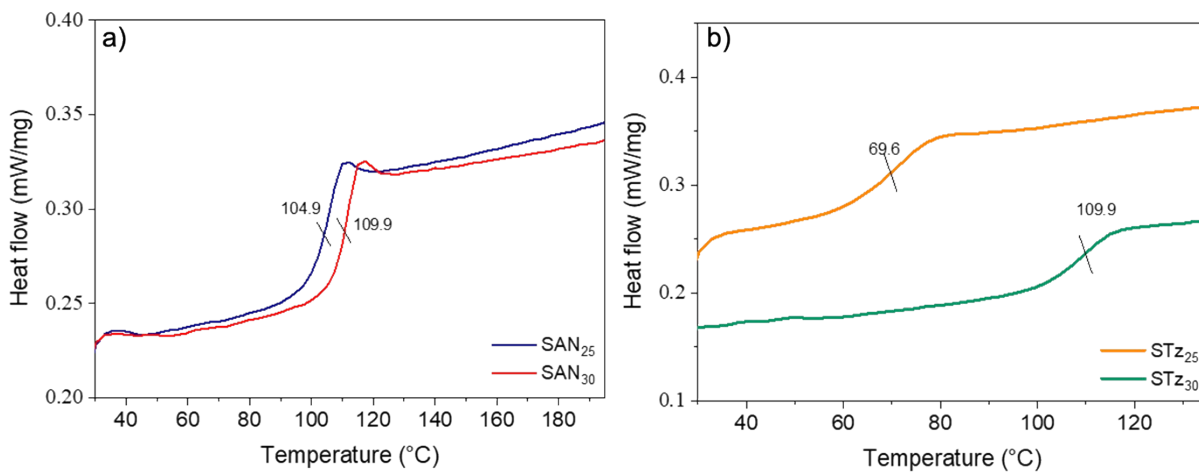 a)
0.40
0.35
0.30
0.25
0.20
Heat flow (mW/mg)
104.9
109.9
SAN25
SAN30
40 60 80 100 120 140 160 180
Temperature (°C)
b)
0.4
0.3
0.2
0.1
Heat flow (mW/mg)
69.6
109.9
STz25
STz30
40 60 80 100 120
Temperature (°C)